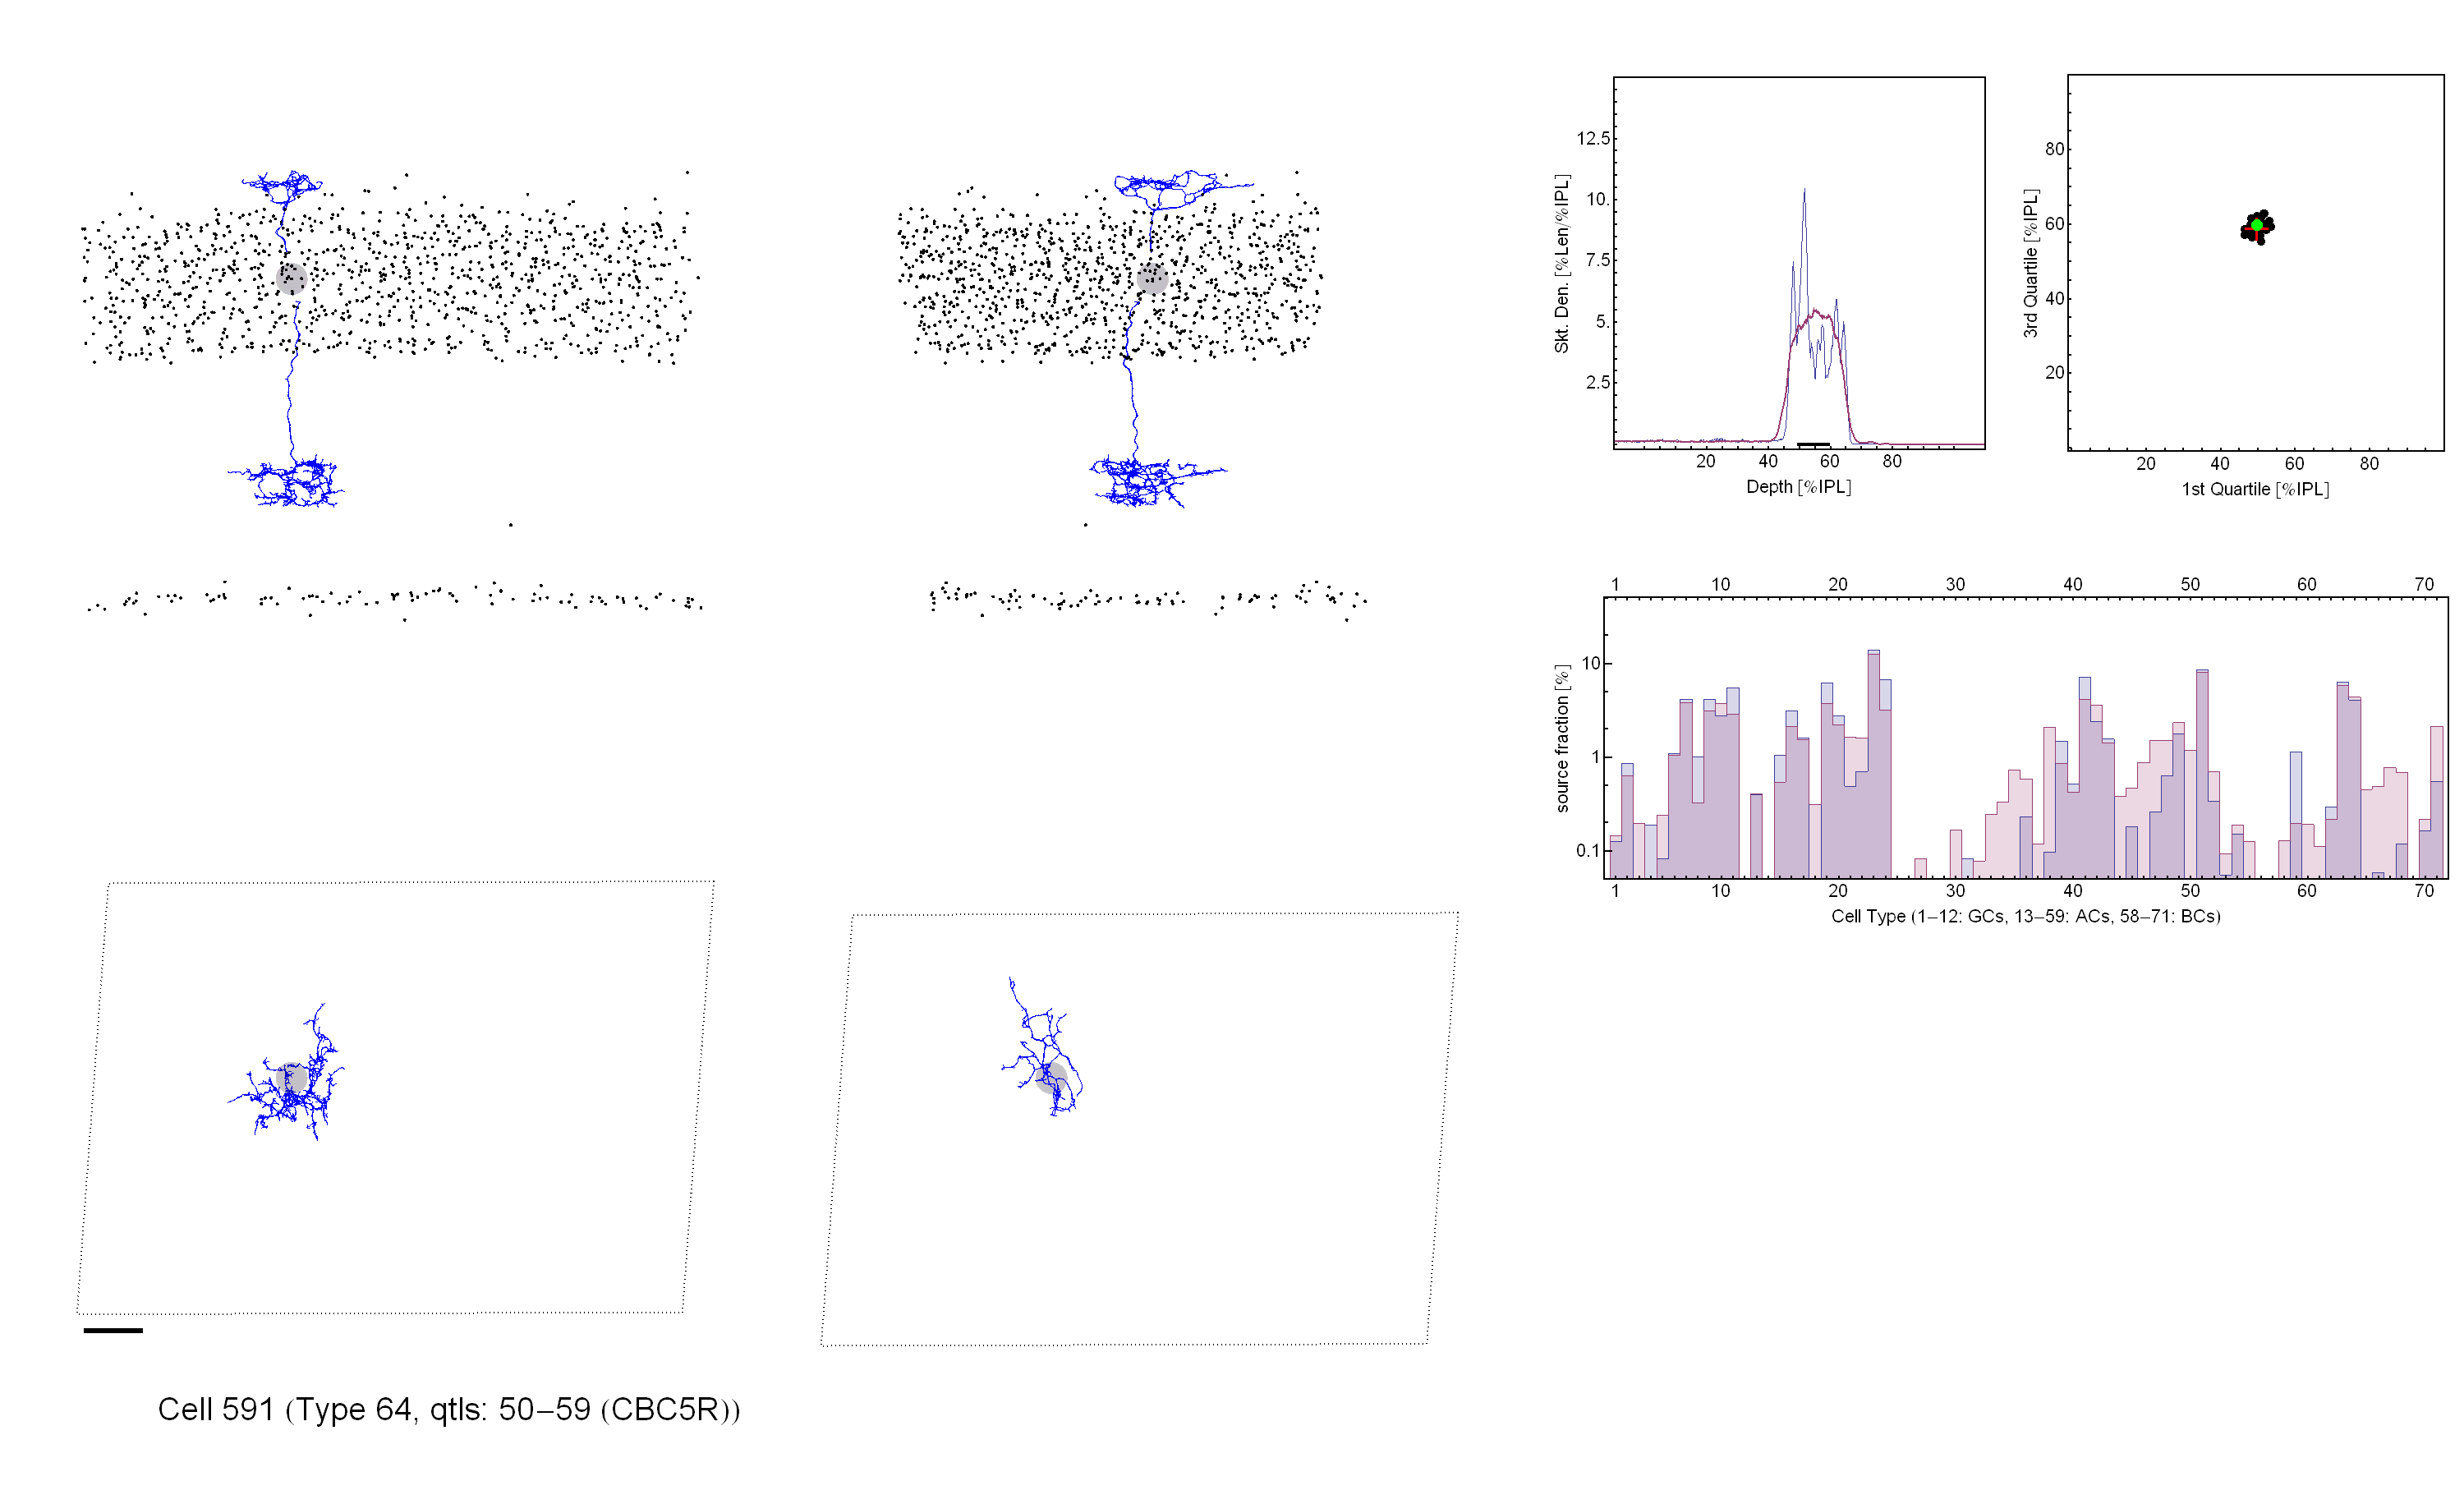 12.5
10.
7.5
5.
2.5
Skt. Den. [%Len/%IPL]
20 40 60 80
Depth [%IPL]
80
60
40
20
3rd Quartile [%IPL]
20 40 60 80
1st Quartile [%IPL]
1 10 20 30 40 50 60 70
10
1
0.1
source fraction [%]
1 10 20 30 40 50 60 70
Cell Type (1–12: GCs, 13–59: ACs, 58–71: BCs)
Cell 591 (Type 64, qtls: 50–59 (CBC5R))